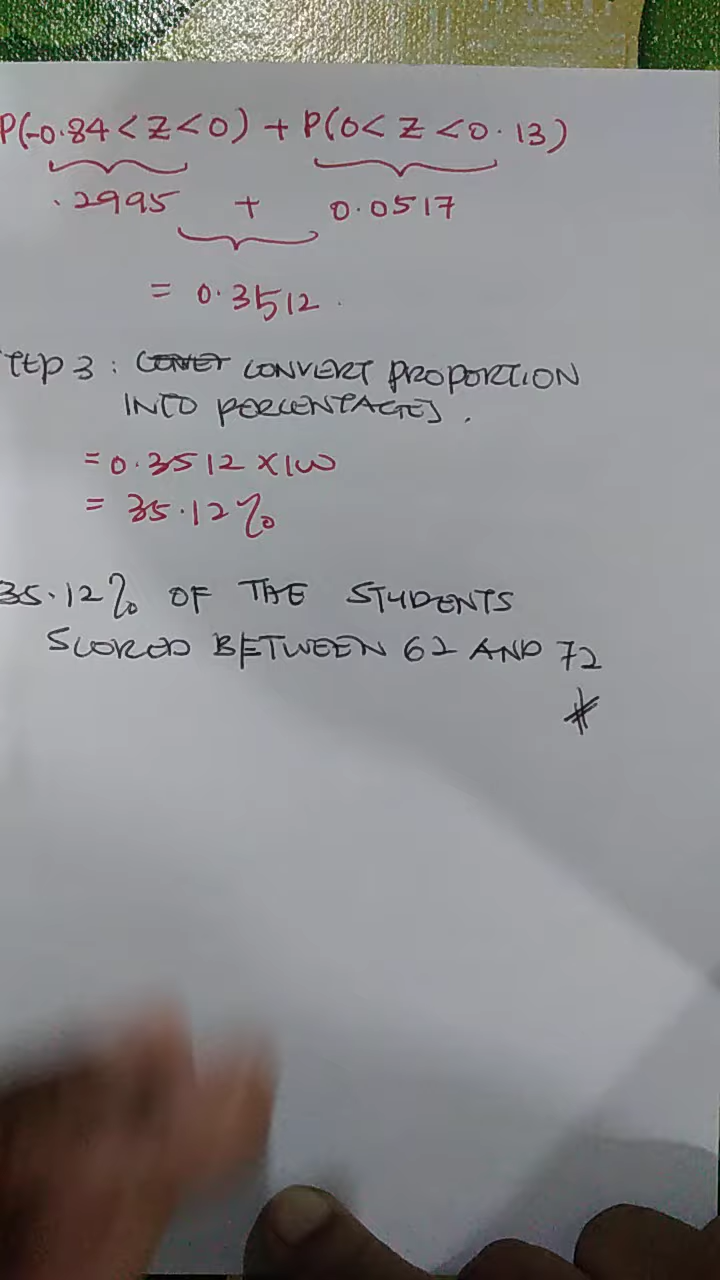 P(-0.84 < Z < 0) + P(0 < Z < 0.13)
.2995 + 0.0517
= 0.3512.
TEP 3: CONVERT PROPORTION
INTO PERCENTAGES.
= 0.3512 x 100
= 35.12%
35.12% OF THE STUDENTS
SCORED BETWEEN 62 AND 72